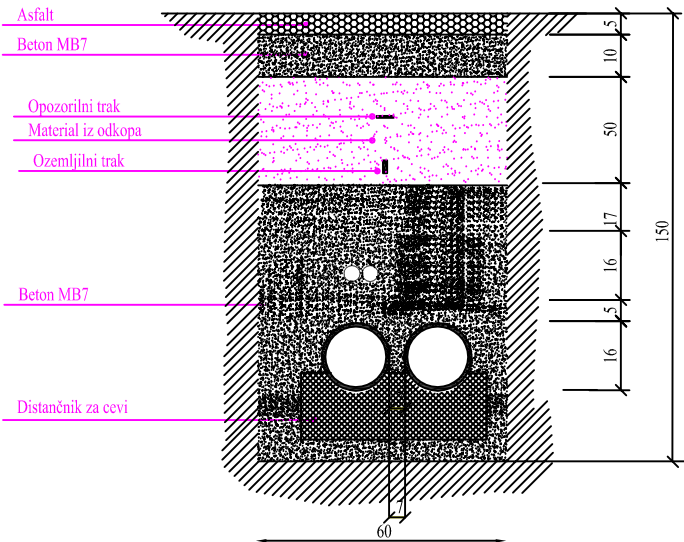 Asfalt
Beton MB7
Opozorilni trak
Material iz odkopa
Ozemljilni trak
Beton MB7
Distančnik za cevi
5
10
50
17
16
5
16
150
7
60